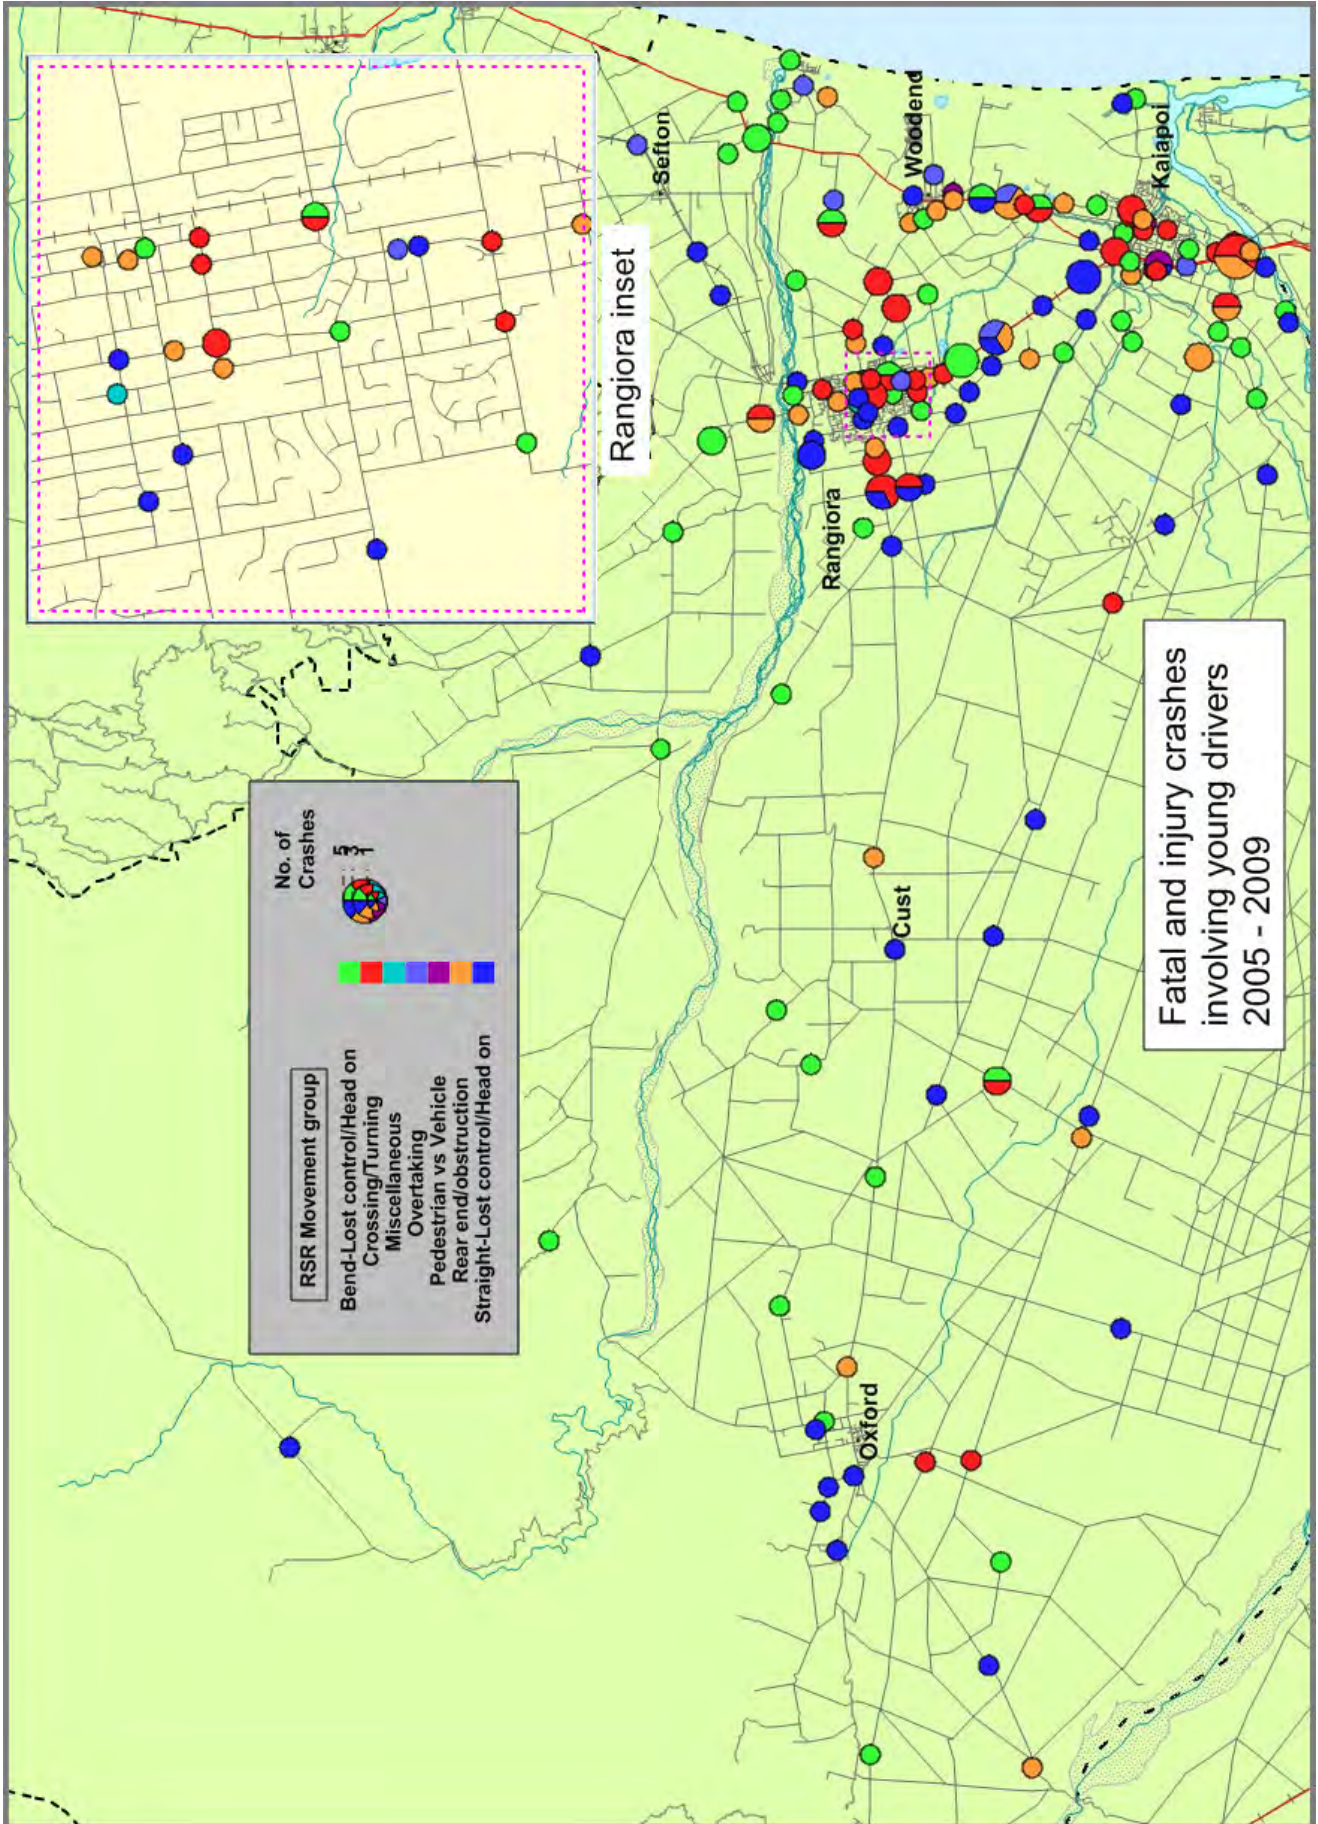 Rangiora inset
Sefton
Woodend
Kaiapoi
Rangiora
Cust
Oxford
No. of
Crashes
5
3
1
RSR Movement group
Bend-Lost control/Head on
Crossing/Turning
Miscellaneous
Overtaking
Pedestrian vs Vehicle
Rear end/obstruction
Straight-Lost control/Head on
Fatal and injury crashes
involving young drivers
2005 - 2009